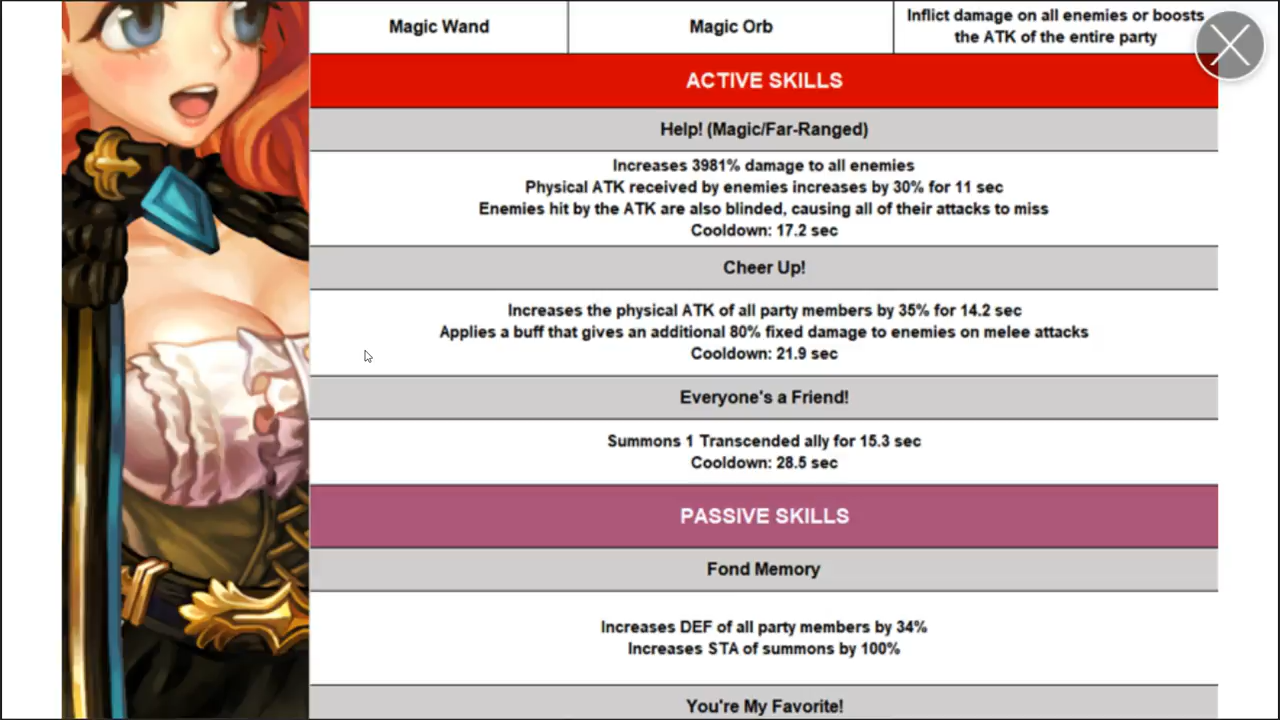 Magic Wand
Magic Orb
Inflict damage on all enemies or boosts
the ATK of the entire party
ACTIVE SKILLS
Help! (Magic/Far-Ranged)
Increases 3981% damage to all enemies
Physical ATK received by enemies increases by 30% for 11 sec
Enemies hit by the ATK are also blinded, causing all of their attacks to miss
Cooldown: 17.2 sec
Cheer Up!
Increases the physical ATK of all party members by 35% for 14.2 sec
Applies a buff that gives an additional 80% fixed damage to enemies on melee attacks
Cooldown: 21.9 sec
Everyone's a Friend!
Summons 1 Transcended ally for 15.3 sec
Cooldown: 28.5 sec
PASSIVE SKILLS
Fond Memory
Increases DEF of all party members by 34%
Increases STA of summons by 100%
You're My Favorite!